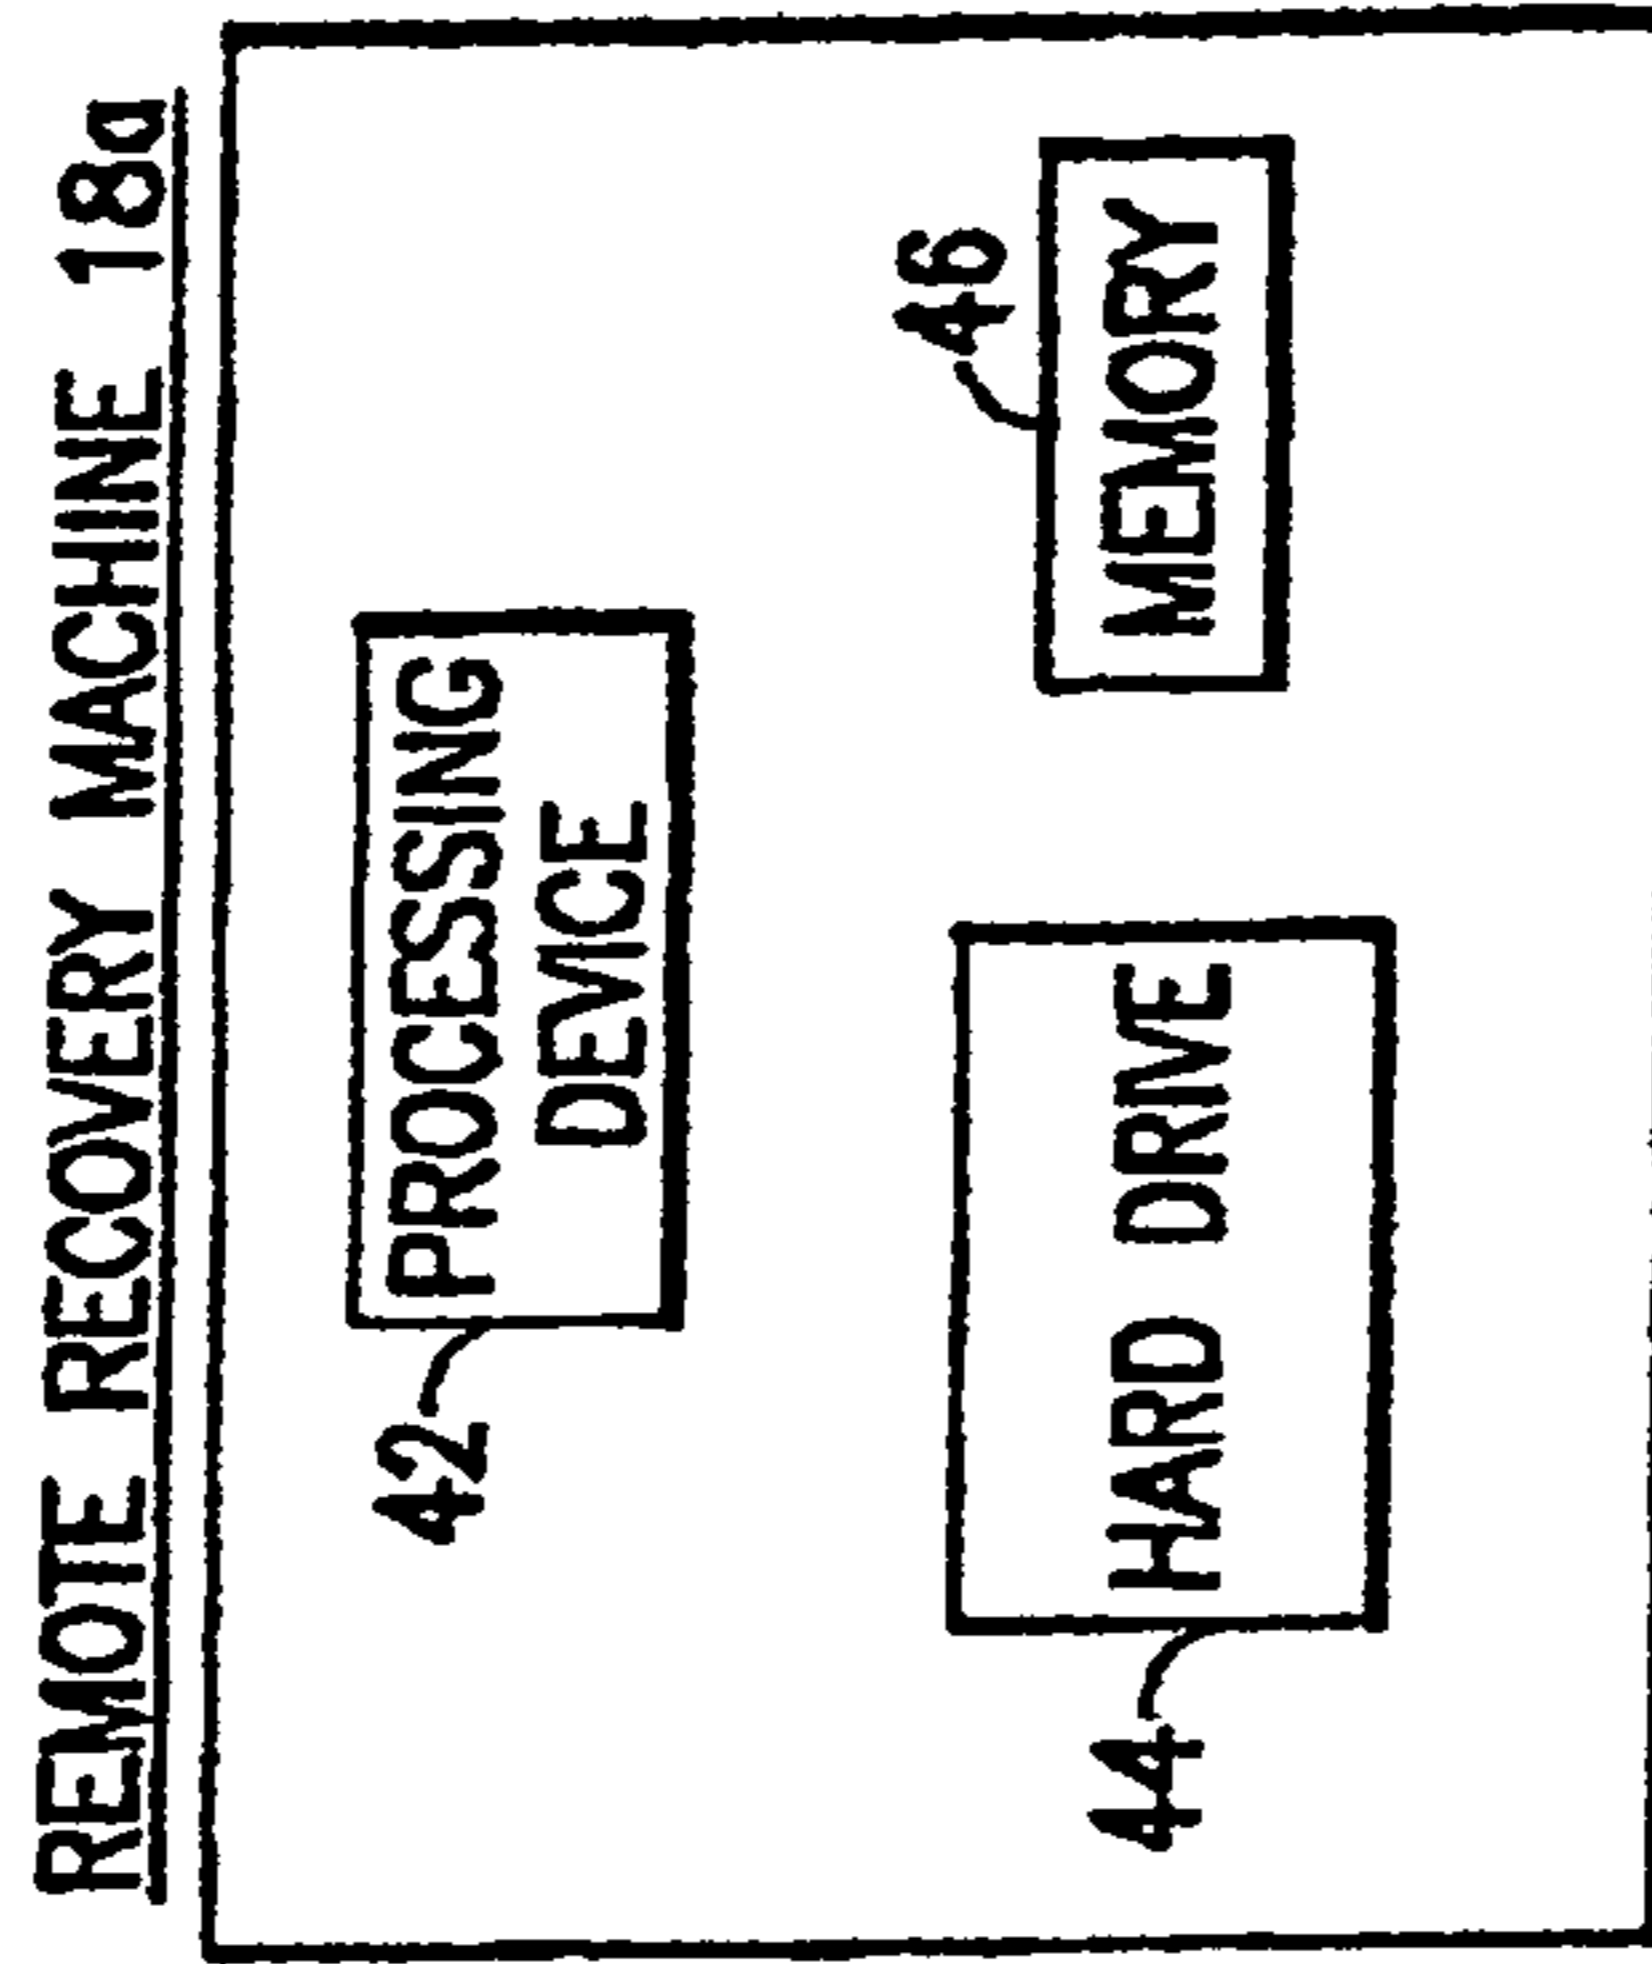 REMOTE RECOVERY MACHINE 18a
42
PROCESSING
DEVICE
46
MEMORY
44
HARD DRIVE